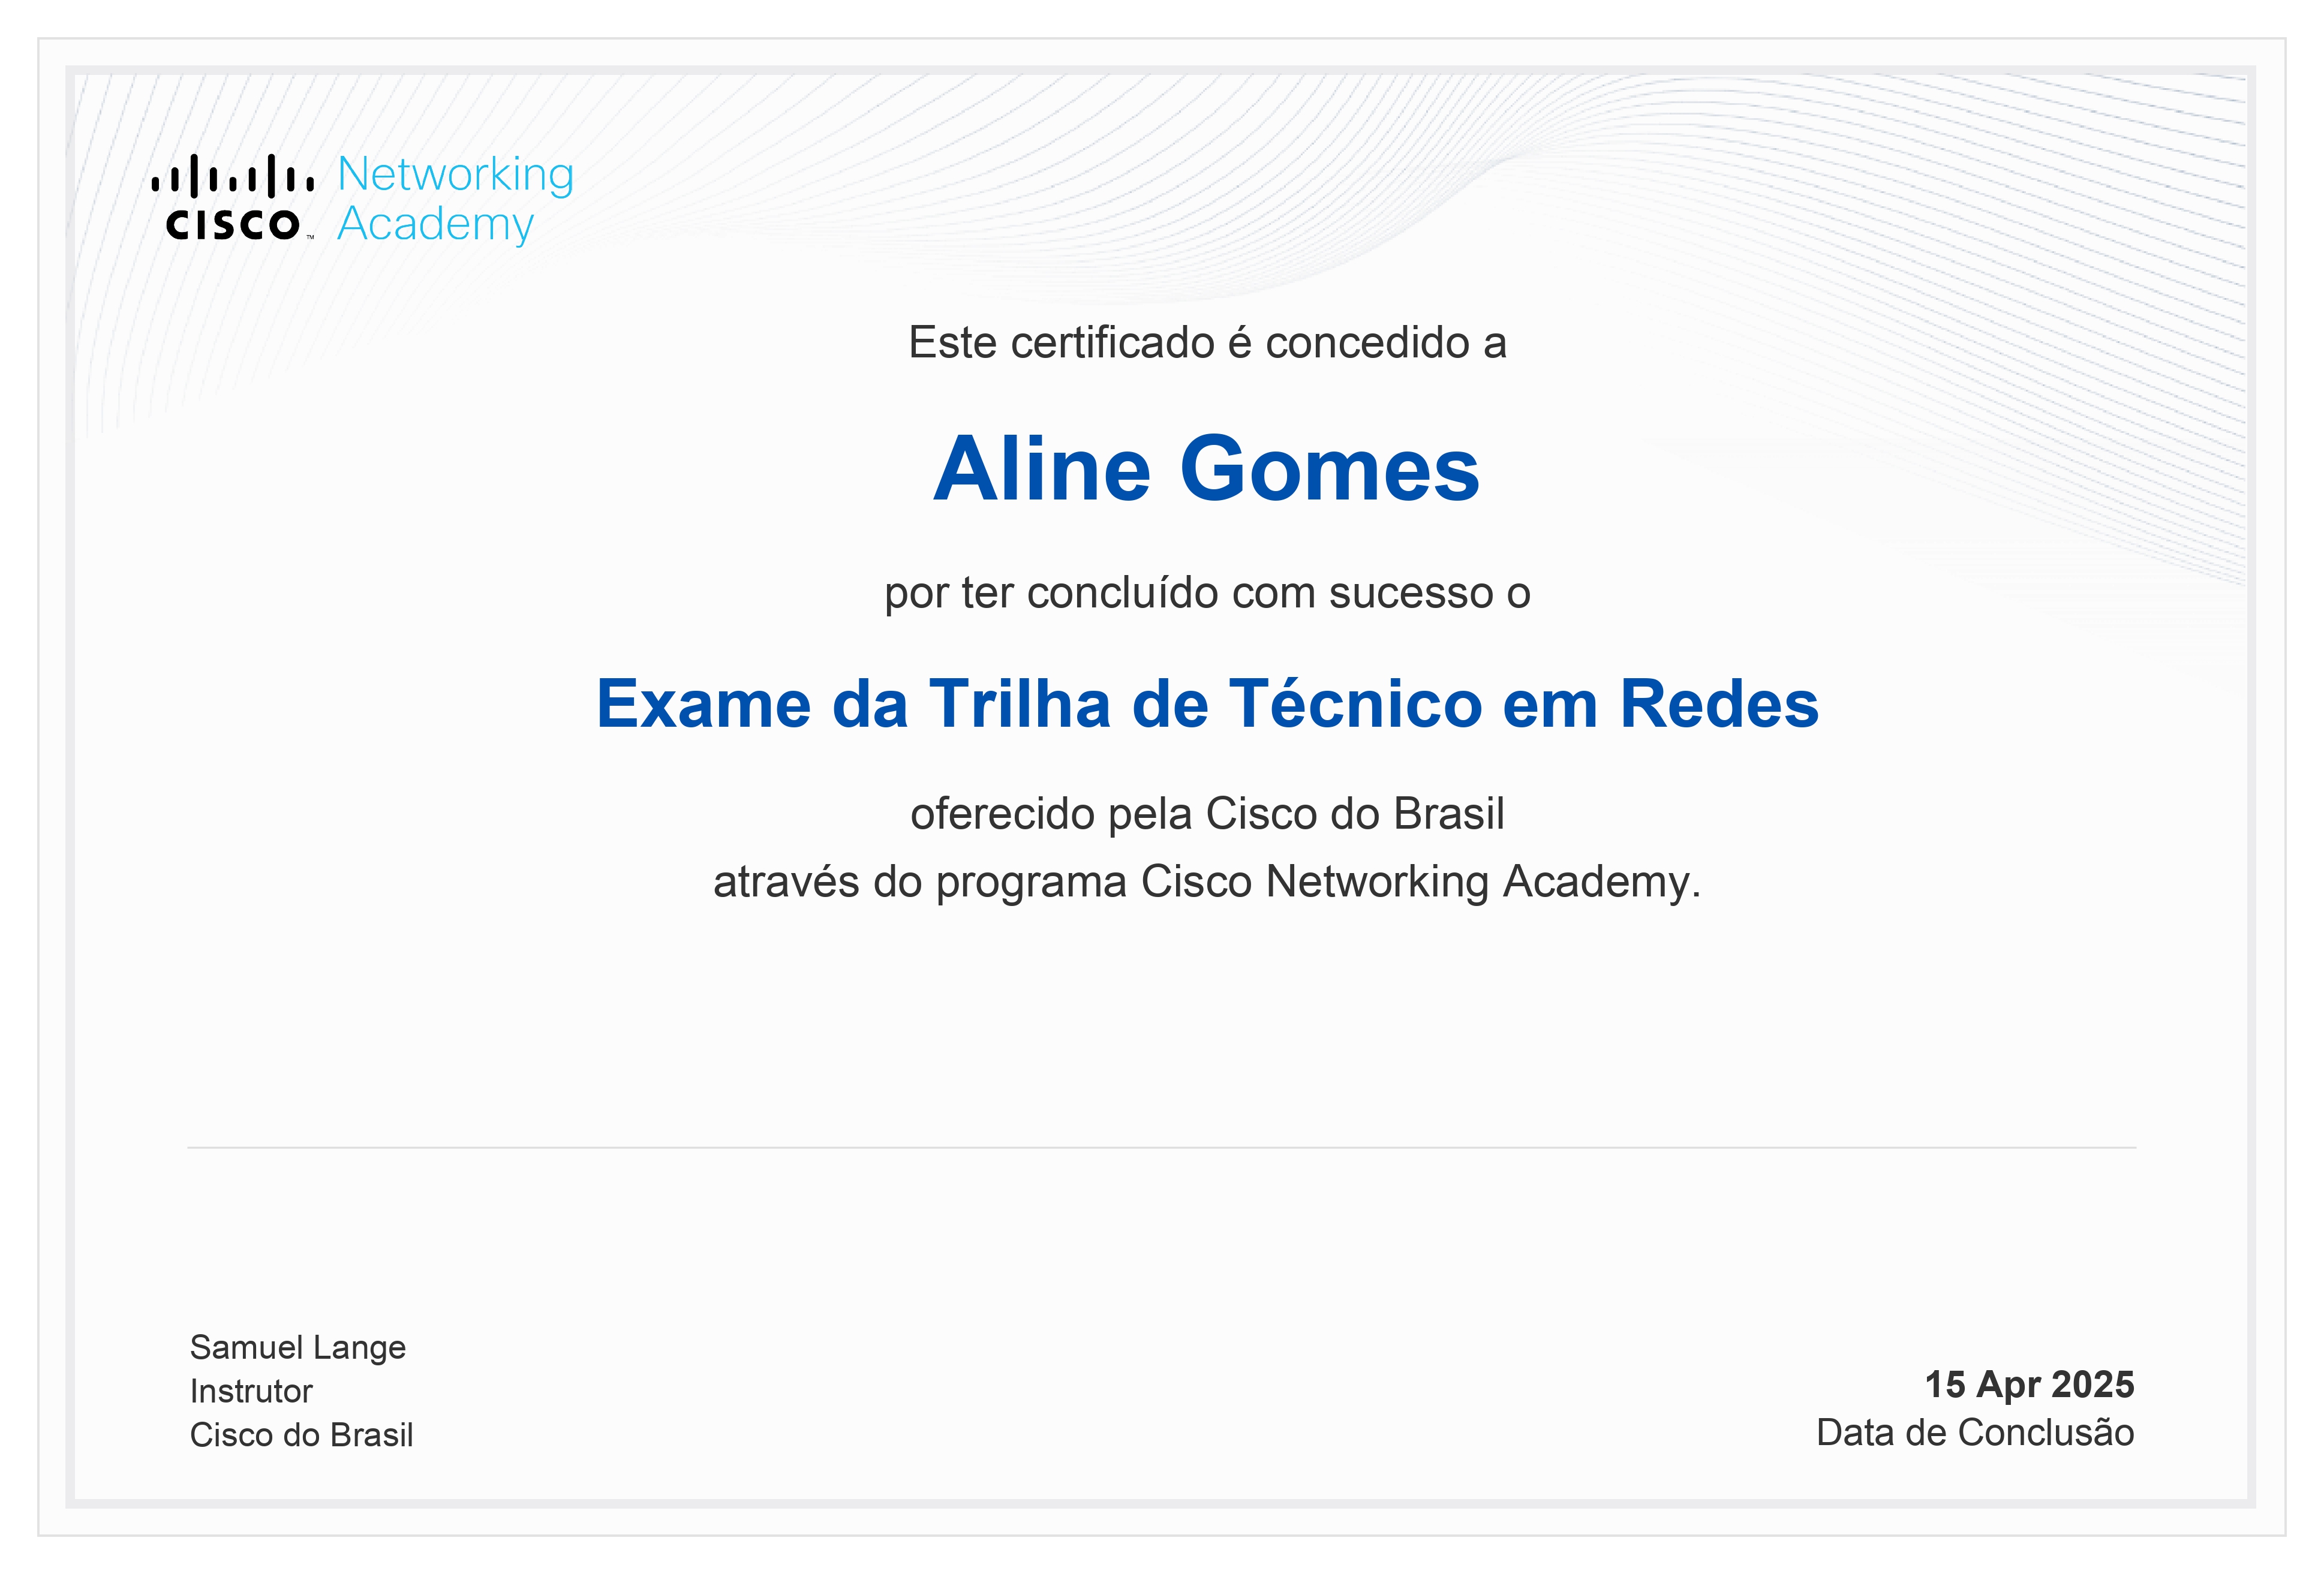 Networking
Academy
CISCO™
Este certificado é concedido a
Aline Gomes
por ter concluído com sucesso o
Exame da Trilha de Técnico em Redes
oferecido pela Cisco do Brasil
através do programa Cisco Networking Academy.
Samuel Lange
Instrutor
Cisco do Brasil
15 Apr 2025
Data de Conclusão